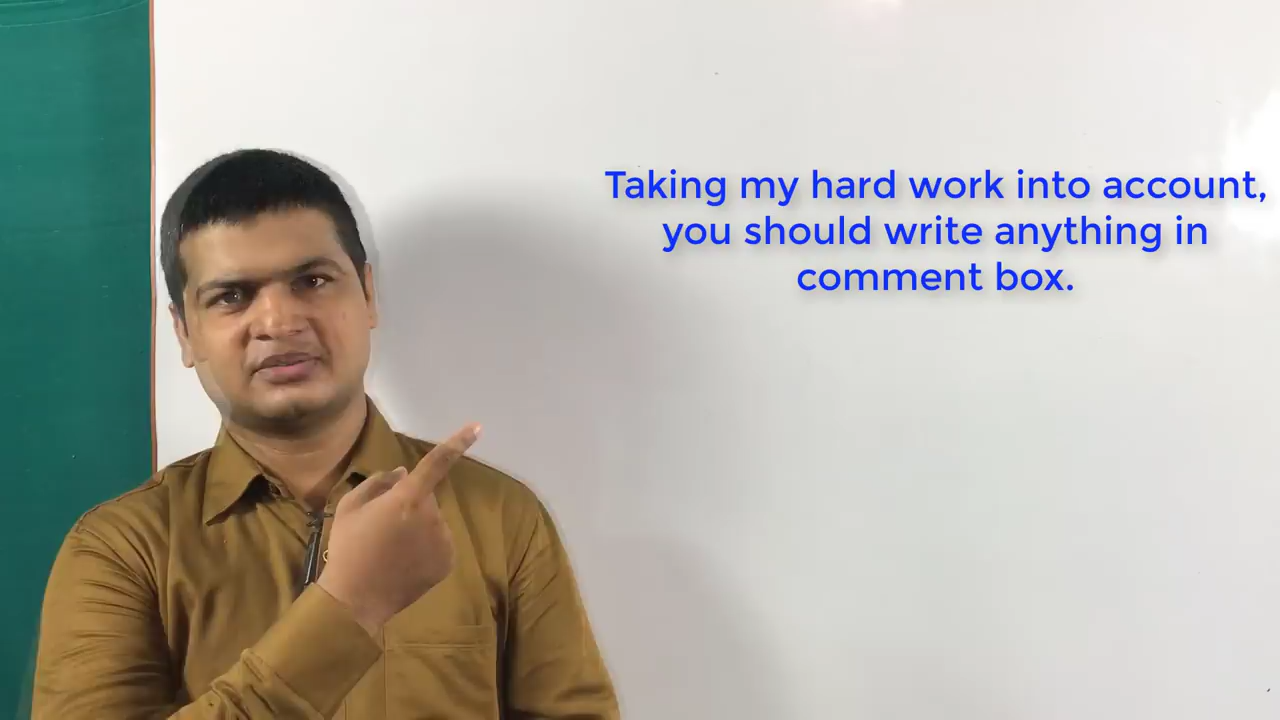 Taking my hard work into account,
you should write anything in
comment box.